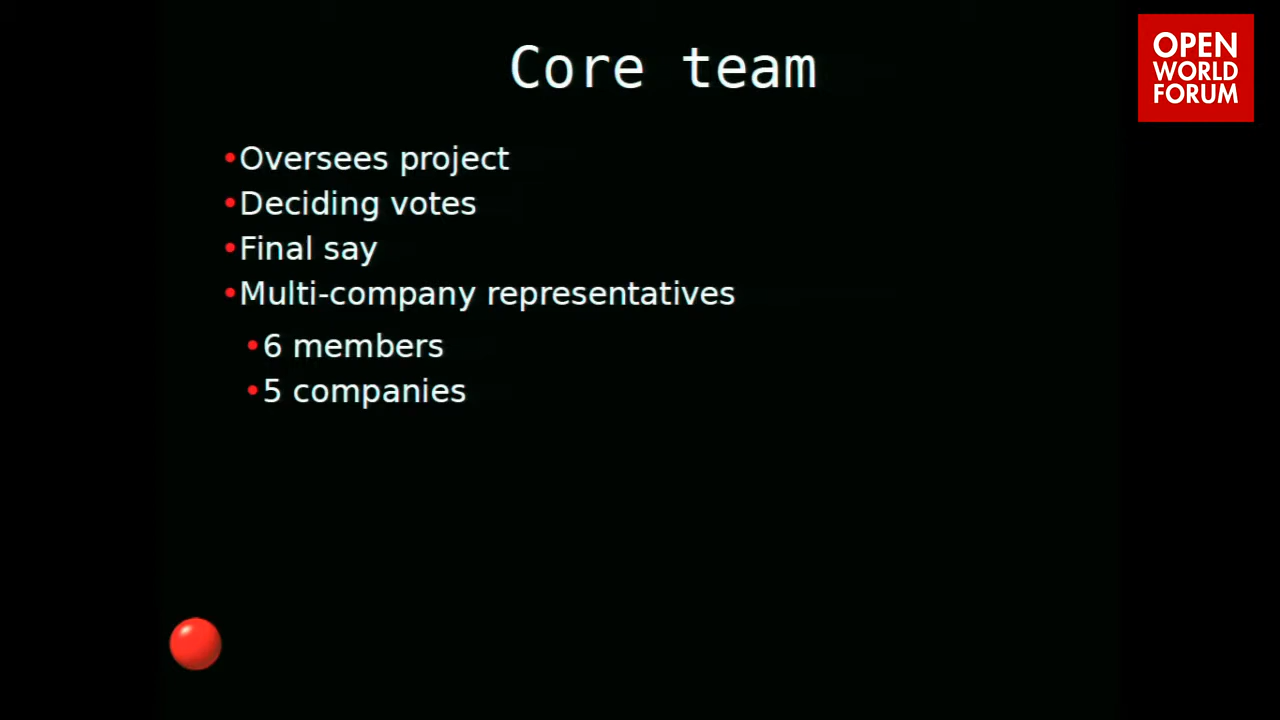 Core team
OPEN
WORLD
FORUM
•Oversees project
•Deciding votes
•Final say
•Multi-company representatives
•6 members
•5 companies